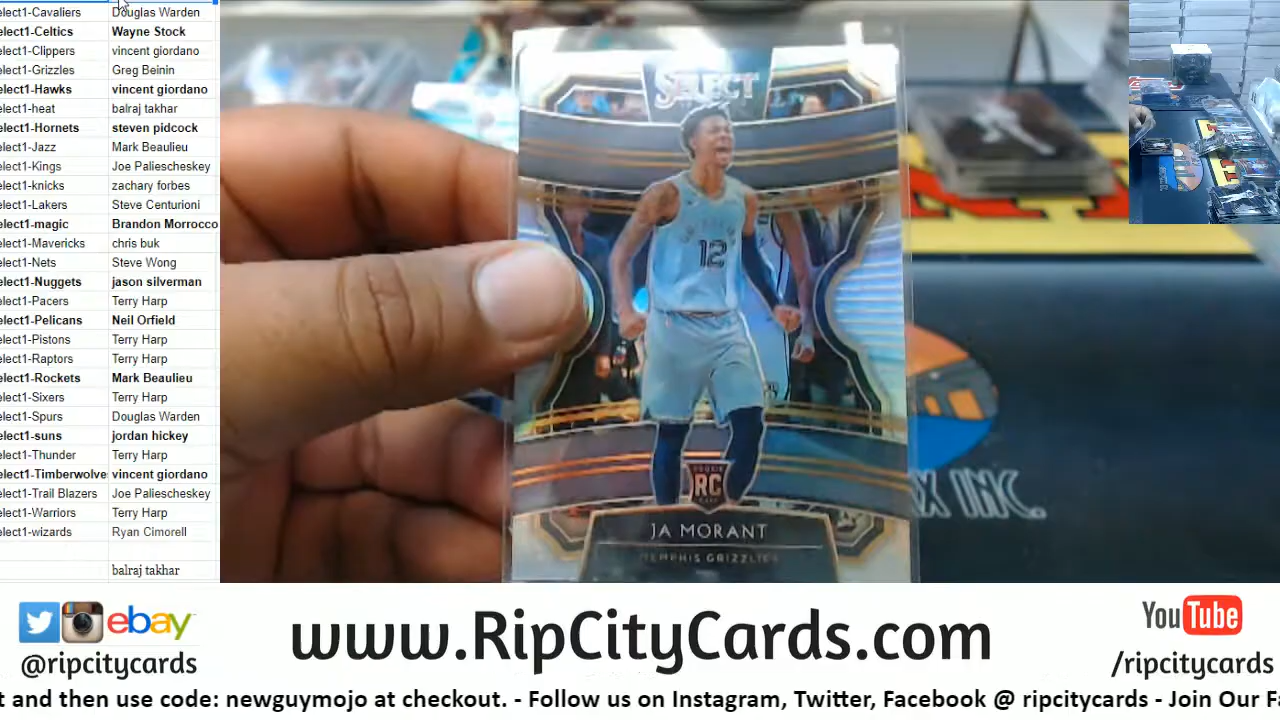 elect1-Cavaliers Douglas Warden
elect1-Celtics Wayne Stock
elect1-Clippers vincent giordano
elect1-Grizzles Greg Beinin
elect1-Hawks vincent giordano
elect1-heat balraj takhar
elect1-Hornets steven pidcock
elect1-Jazz Mark Beaulieu
elect1-Kings Joe Paliescheskey
elect1-knicks zachary forbes
elect1-Lakers Steve Centurioni
elect1-magic Brandon Morrocco
elect1-Mavericks chris buk
elect1-Nets Steve Wong
elect1-Nuggets jason silverman
elect1-Pacers Terry Harp
elect1-Pelicans Neil Orfield
elect1-Pistons Terry Harp
elect1-Raptors Terry Harp
elect1-Rockets Mark Beaulieu
elect1-Sixers Terry Harp
elect1-Spurs Douglas Warden
elect1-suns jordan hickey
elect1-Thunder Terry Harp
elect1-Timberwolve vincent giordano
elect1-Trail Blazers Joe Paliescheskey
elect1-Warriors Terry Harp
elect1-wizards Ryan Cimorell
balraj takhar
SELECT
12
ROOKIE
RC
JA MORANT
MEMPHIS GRIZZLIES
X INC.
ebay
@ripcitycards
www.RipCityCards.com
YouTube
/ripcitycards
t and then use code: newguymojo at checkout. - Follow us on Instagram, Twitter, Facebook @ ripcitycards - Join Our Fa